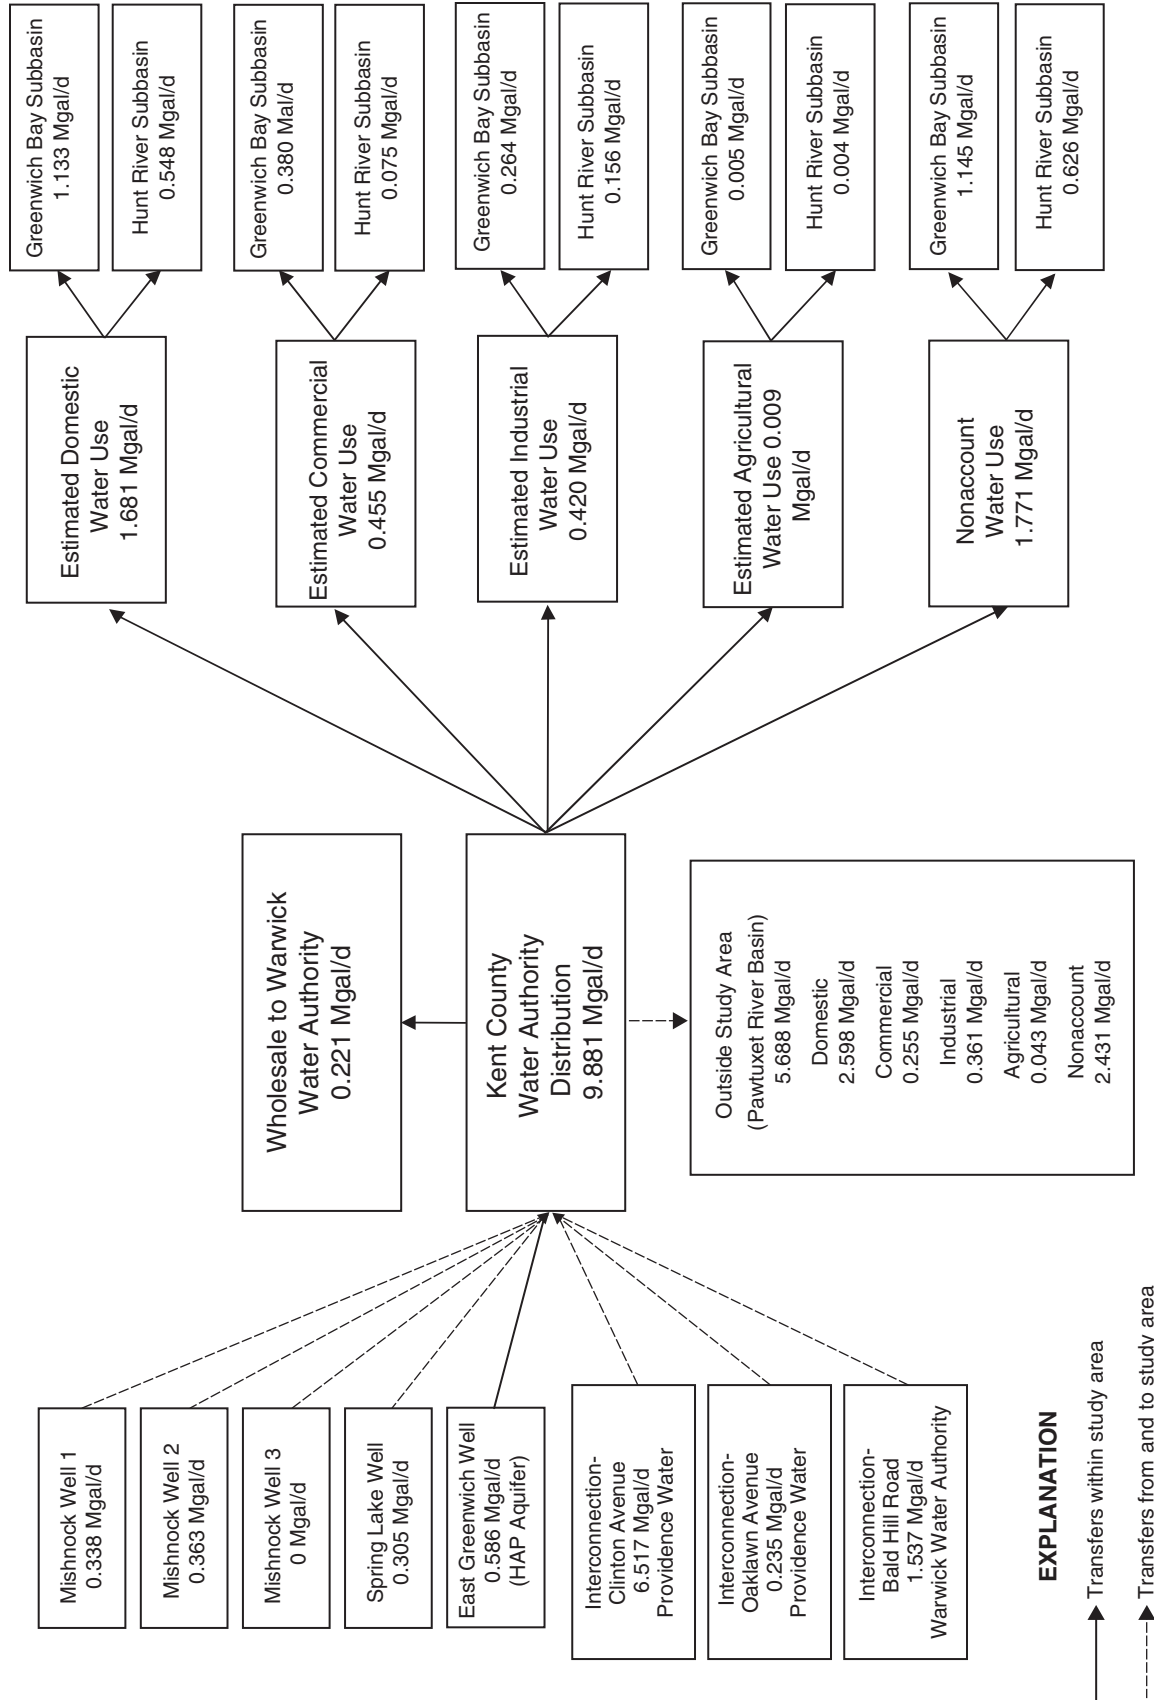 Mishnock Well 1
0.338 Mgal/d
Mishnock Well 2
0.363 Mgal/d
Mishnock Well 3
0 Mgal/d
Spring Lake Well
0.305 Mgal/d
East Greenwich Well
0.586 Mgal/d
(HAP Aquifer)
Interconnection-
Clinton Avenue
6.517 Mgal/d
Providence Water
Interconnection-
Oaklawn Avenue
0.235 Mgal/d
Providence Water
Interconnection-
Bald Hill Road
1.537 Mgal/d
Warwick Water Authority
Wholesale to Warwick
Water Authority
0.221 Mgal/d
Kent County
Water Authority
Distribution
9.881 Mgal/d
Outside Study Area
(Pawtuxet River Basin)
5.688 Mgal/d
Domestic
2.598 Mgal/d
Commercial
0.255 Mgal/d
Industrial
0.361 Mgal/d
Agricultural
0.043 Mgal/d
Nonaccount
2.431 Mgal/d
Estimated Domestic
Water Use
1.681 Mgal/d
Estimated Commercial
Water Use
0.455 Mgal/d
Estimated Industrial
Water Use
0.420 Mgal/d
Estimated Agricultural
Water Use 0.009
Mgal/d
Nonaccount
Water Use
1.771 Mgal/d
Greenwich Bay Subbasin
1.133 Mgal/d
Hunt River Subbasin
0.548 Mgal/d
Greenwich Bay Subbasin
0.380 Mal/d
Hunt River Subbasin
0.075 Mgal/d
Greenwich Bay Subbasin
0.264 Mgal/d
Hunt River Subbasin
0.156 Mgal/d
Greenwich Bay Subbasin
0.005 Mgal/d
Hunt River Subbasin
0.004 Mgal/d
Greenwich Bay Subbasin
1.145 Mgal/d
Hunt River Subbasin
0.626 Mgal/d
EXPLANATION
Transfers within study area
Transfers from and to study area